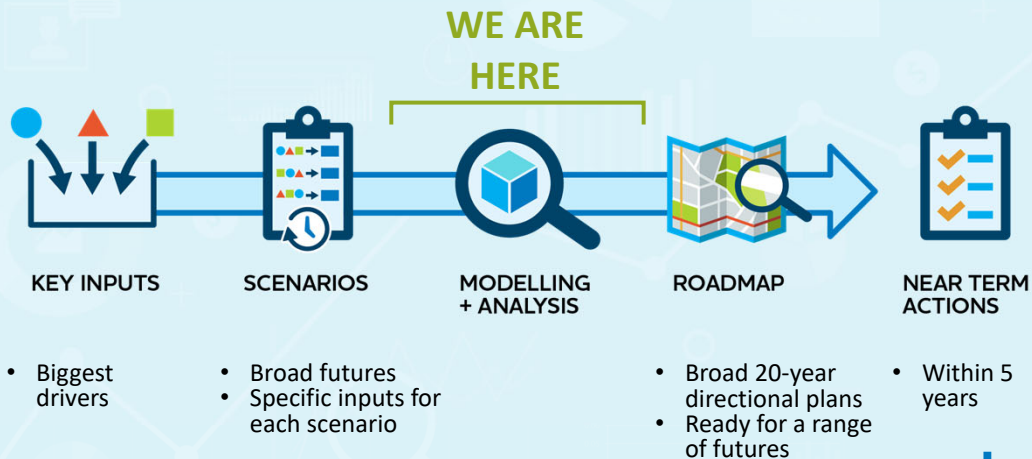 WE ARE
HERE
KEY INPUTS
SCENARIOS
MODELLING
+ ANALYSIS
ROADMAP
NEAR TERM
ACTIONS
• Biggest
drivers
• Broad futures
• Specific inputs for
each scenario
• Broad 20-year
directional plans
• Ready for a range
of futures
• Within 5
years